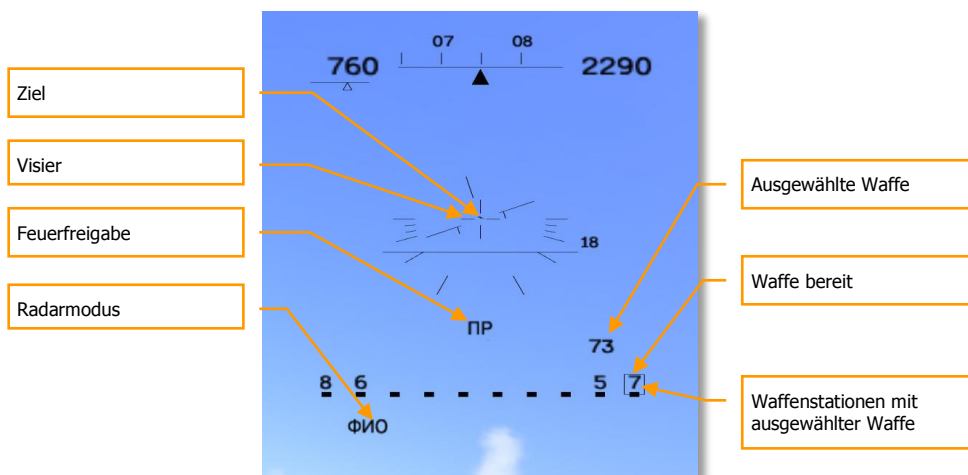 07 08
760 2290
Ziel
Visier
Feuerfreigabe
Radarmodus
18
ПР
73
8 6 5 7
ФИО
Ausgewählte Waffe
Waffe bereit
Waffenstationen mit
ausgewählter Waffe